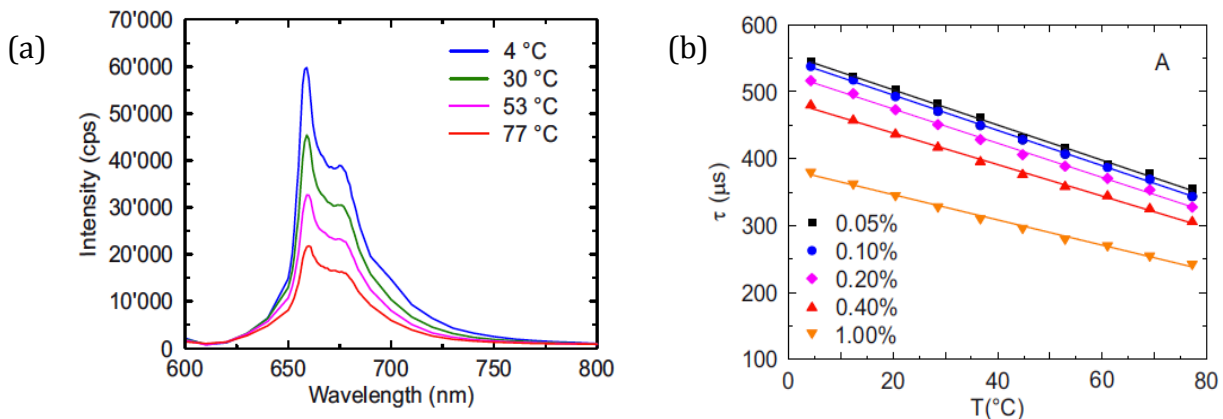 (a)
70'000
60'000
50'000
40'000
30'000
20'000
10'000
0
Intensity (cps)
4 °C
30 °C
53 °C
77 °C
600 650 700 750 800
Wavelength (nm)
(b)
600
500
400
300
200
100
τ (μs)
A
0.05%
0.10%
0.20%
0.40%
1.00%
0 20 40 60 80
T(°C)